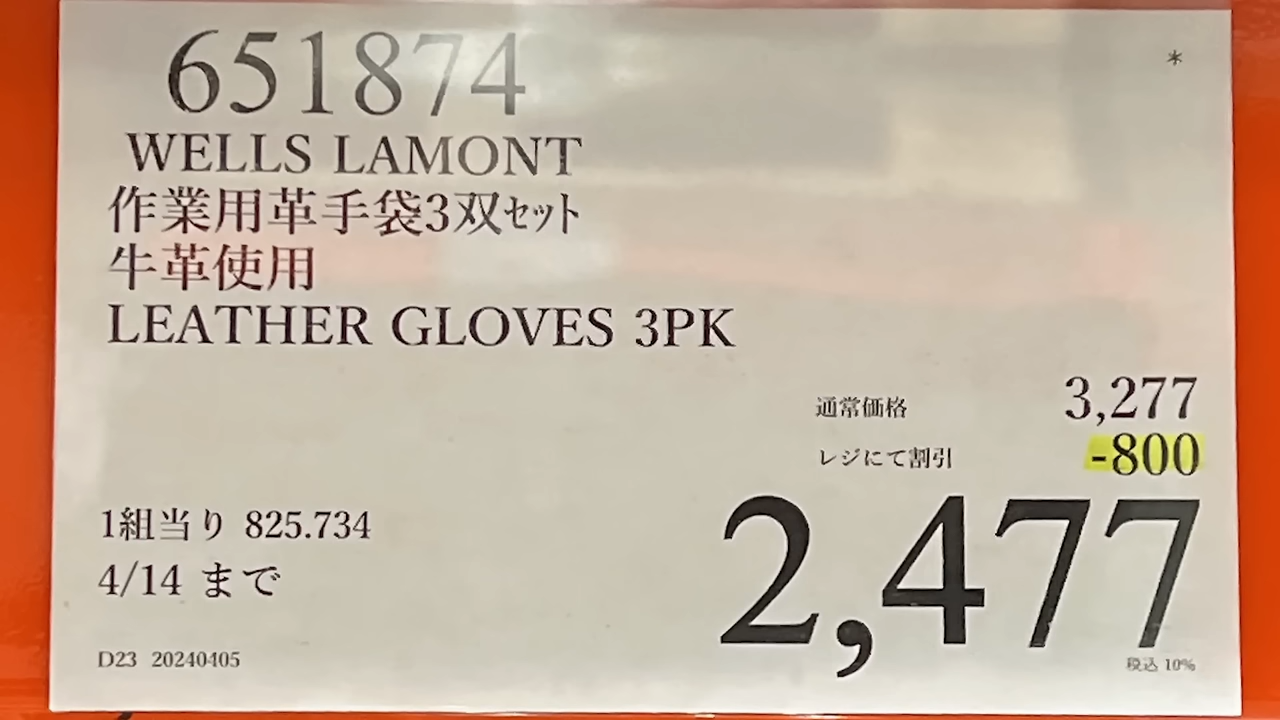 651874
*
WELLS LAMONT
作業用革手袋3双ｾｯﾄ
牛革使用
LEATHER GLOVES 3PK
通常価格 3,277
レジにて割引 -800
2,477
1組当り 825.734
4/14 まで
D23 20240405
税込 10%